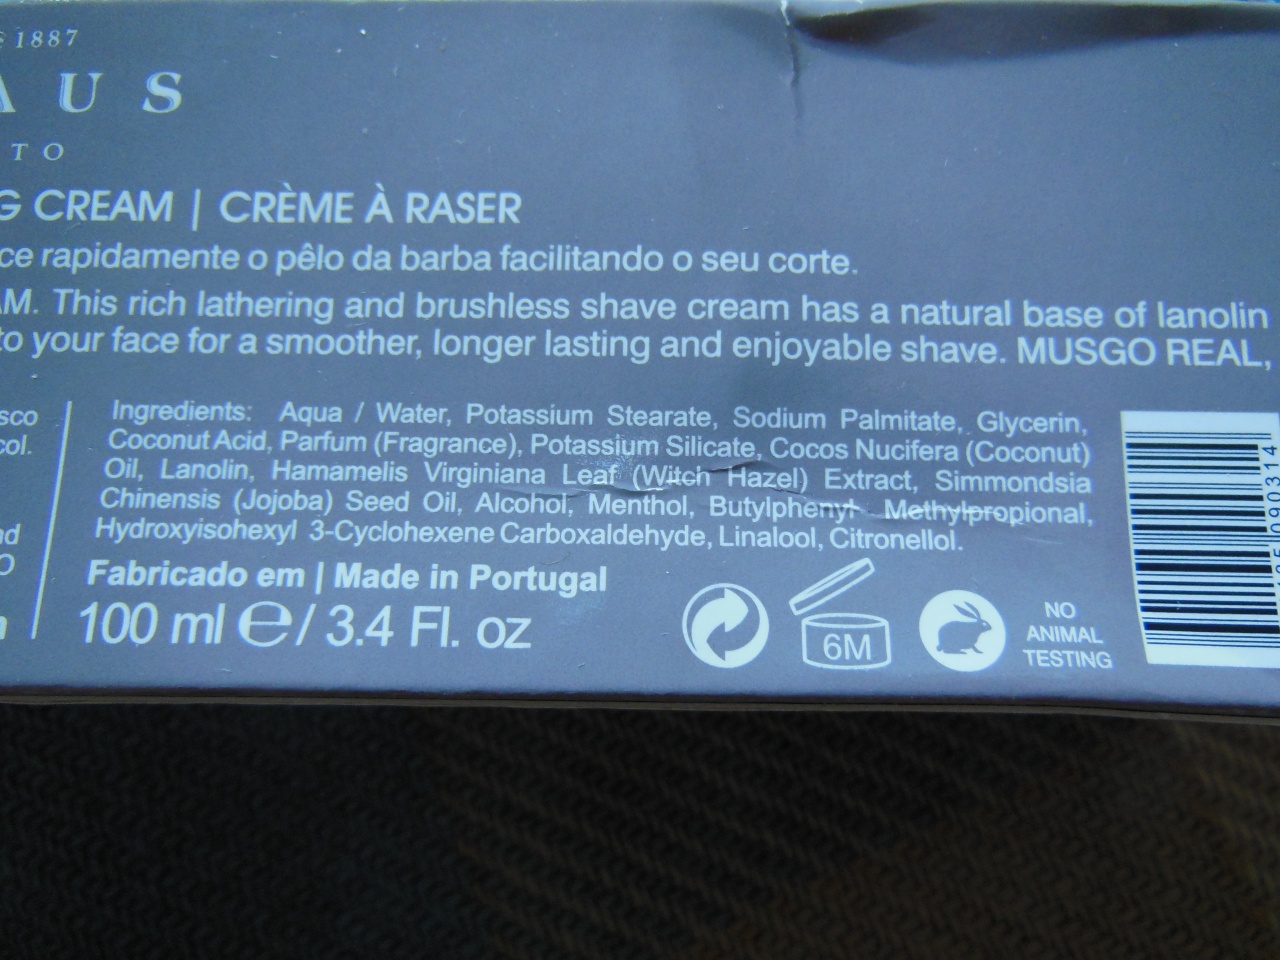 1887
AUS
TO
G CREAM | CRÈME À RASER
ce rapidamente o pêlo da barba facilitando o seu corte.
AM. This rich lathering and brushless shave cream has a natural base of lanolin
to your face for a smoother, longer lasting and enjoyable shave. MUSGO REAL,
sco
col.
nd
O
Ingredients: Aqua / Water, Potassium Stearate, Sodium Palmitate, Glycerin,
Coconut Acid, Parfum (Fragrance), Potassium Silicate, Cocos Nucifera (Coconut)
Oil, Lanolin, Hamamelis Virginiana Leaf (Witch Hazel) Extract, Simmondsia
Chinensis (Jojoba) Seed Oil, Alcohol, Menthol, Butylphenyl Methylpropional,
Hydroxyisohexyl 3-Cyclohexene Carboxaldehyde, Linalool, Citronellol.
Fabricado em | Made in Portugal
100 ml ℮ / 3.4 Fl. oz
6M
NO
ANIMAL
TESTING